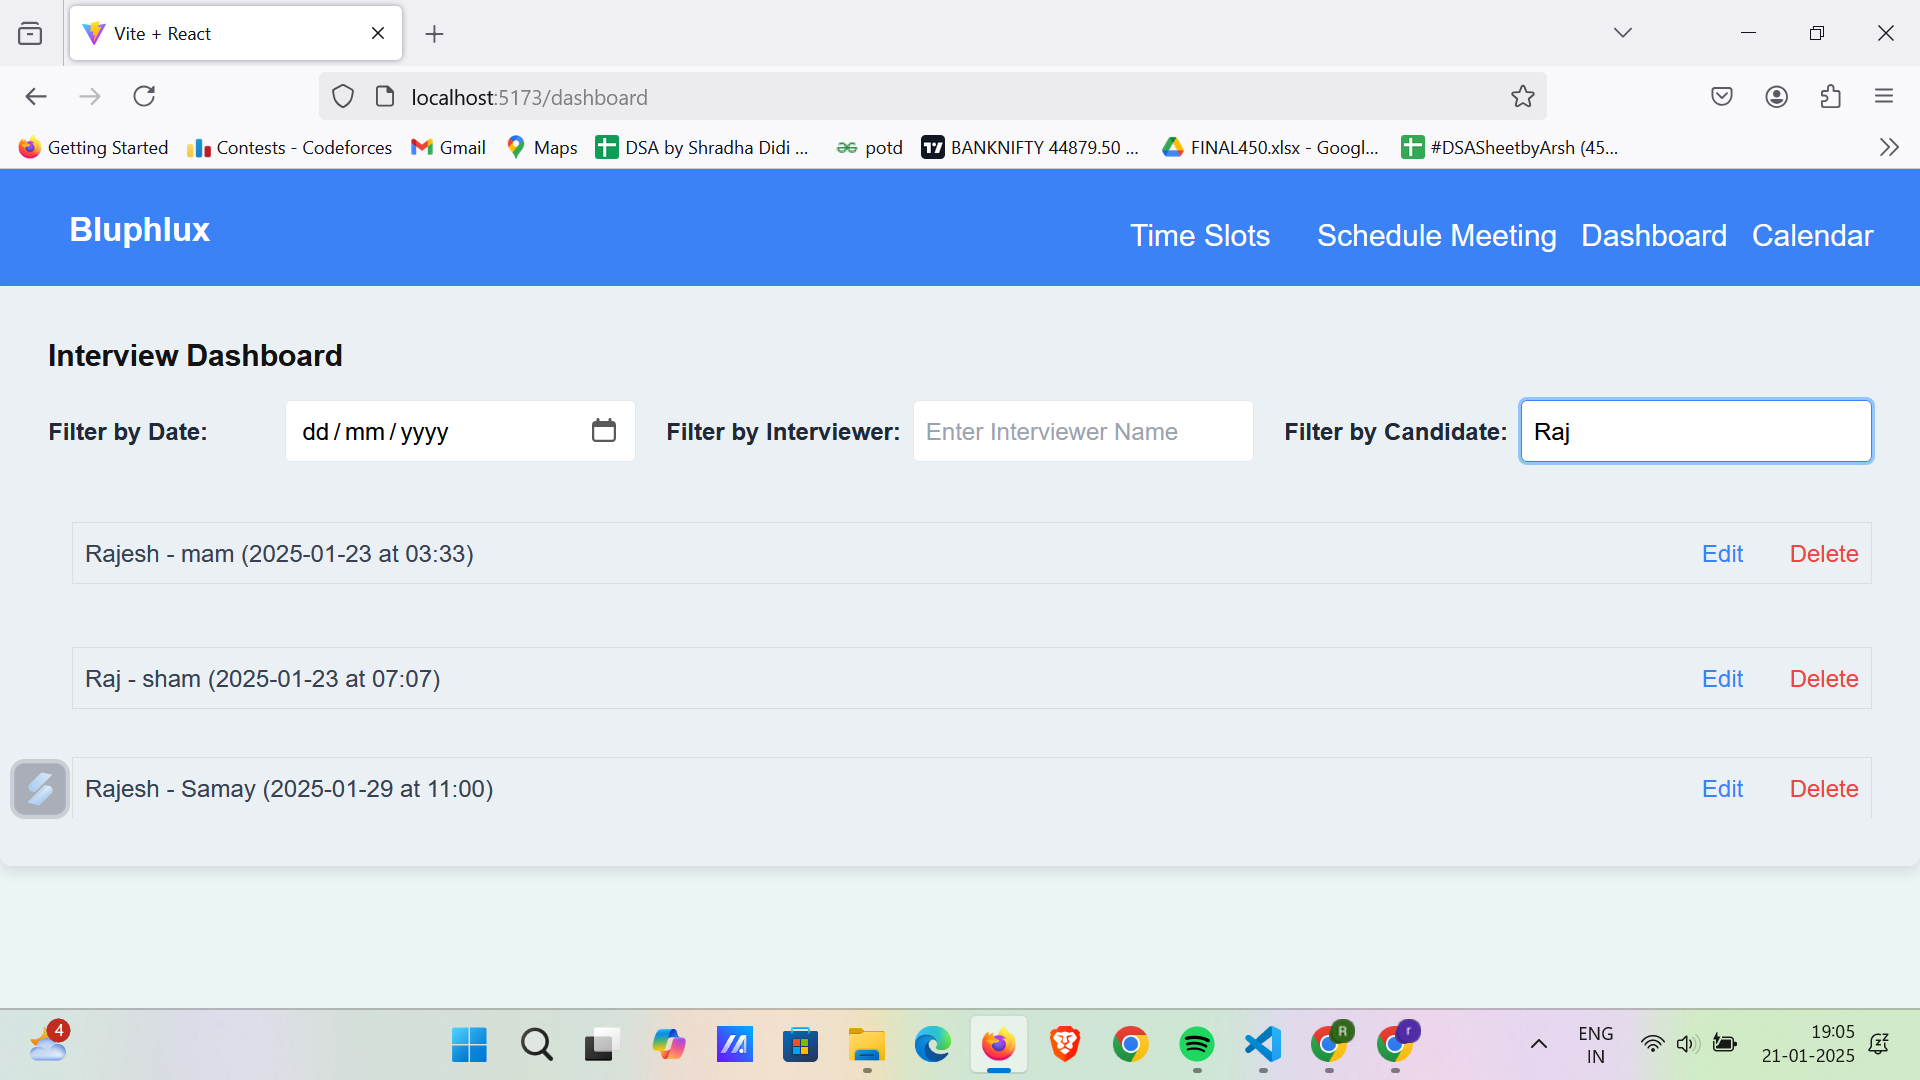 Vite + React
localhost:5173/dashboard
Getting Started Contests - Codeforces Gmail Maps DSA by Shradha Didi ... potd BANKNIFTY 44879.50 ... FINAL450.xlsx - Googl... #DSASheetbyArsh (45...
Bluphlux
Time Slots Schedule Meeting Dashboard Calendar
Interview Dashboard
Filter by Date: dd/mm/yyyy Filter by Interviewer: Enter Interviewer Name Filter by Candidate: Raj
Rajesh - mam (2025-01-23 at 03:33) Edit Delete
Raj - sham (2025-01-23 at 07:07) Edit Delete
Rajesh - Samay (2025-01-29 at 11:00) Edit Delete
4
R
r
ENG
IN
19:05
21-01-2025